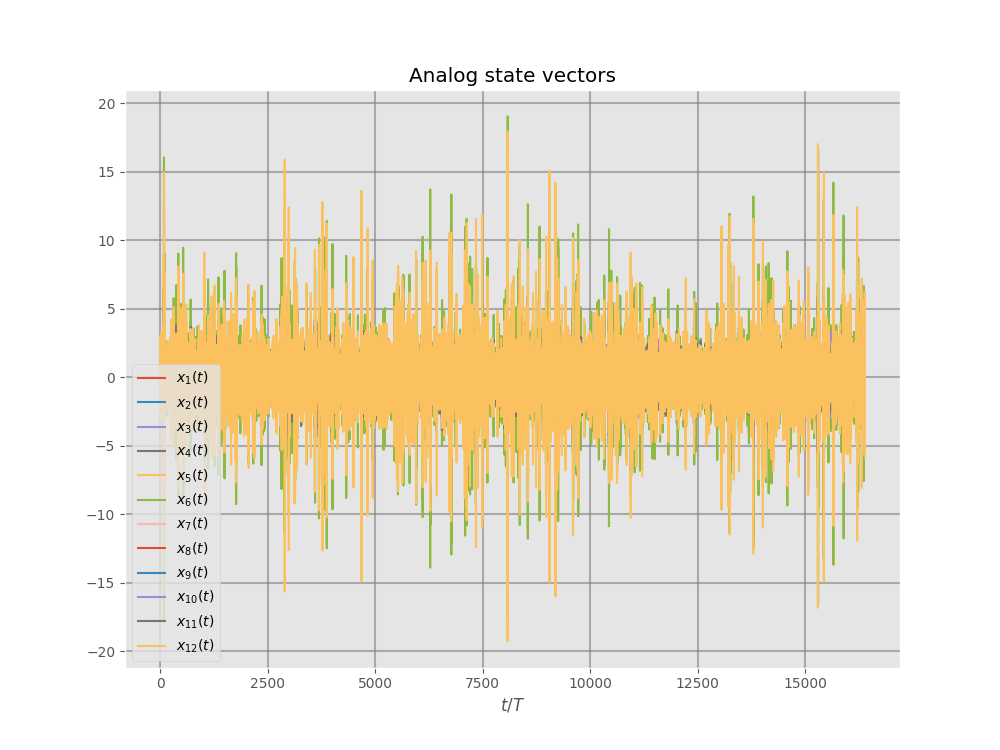 Analog state vectors
20
15
10
5
0
−5
−10
−15
−20
x₁(t)
x₂(t)
x₃(t)
x₄(t)
x₅(t)
x₆(t)
x₇(t)
x₈(t)
x₉(t)
x₁₀(t)
x₁₁(t)
x₁₂(t)
0 2500 5000 7500 10000 12500 15000
t/T